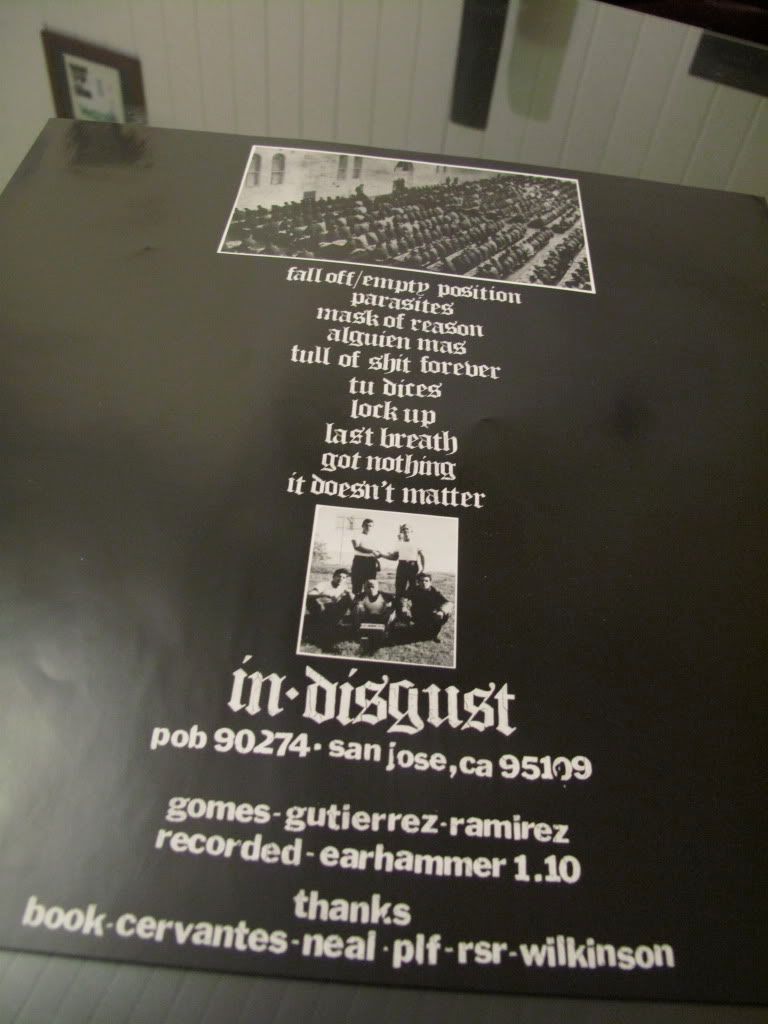 fall off/empty position
parasites
mask of reason
alguien mas
full of shit forever
tu dices
lock up
last breath
got nothing
it doesn't matter
in·disgust
pob 90274· san jose, ca 95109
gomes-gutierrez-ramirez
recorded-earhammer 1.10
thanks
book-cervantes-neal·plf-rsr-wilkinson